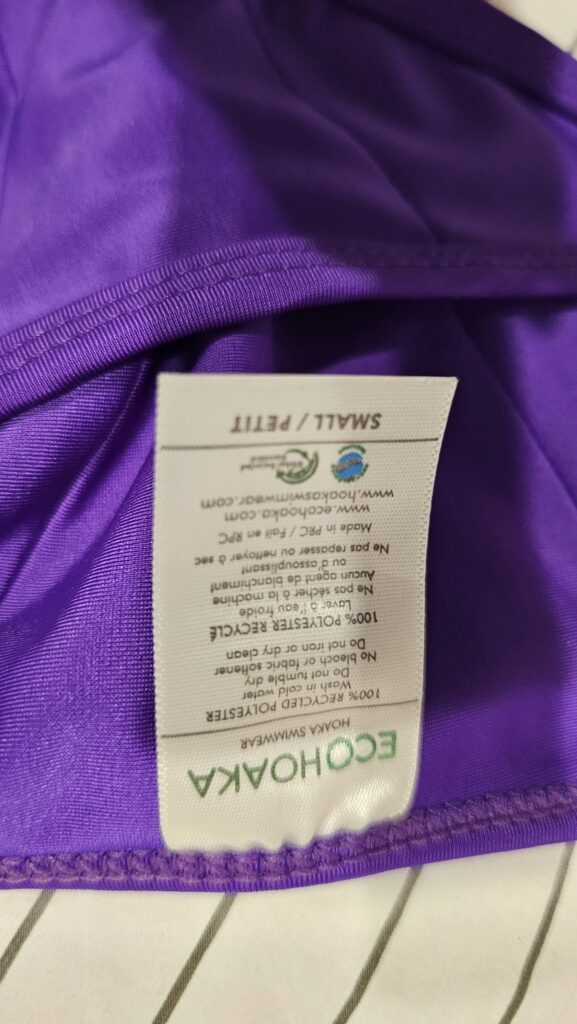 ECOHOAKA
HOAKA SWIMWEAR
100% RECYCLED POLYESTER
Wash in cold water
Do not tumble dry
No bleach or fabric softener
Do not iron or dry clean
100% POLYESTER RECYCLÉ
Laver à l'eau froide
Ne pas sécher à la machine
Aucun agent de blanchiment
ou d'assouplissant
Ne pas repasser ou nettoyer à sec
Made in PRC / Fait en RPC
www.ecohoaka.com
www.hoakaswimwear.com
SMALL / PETIT